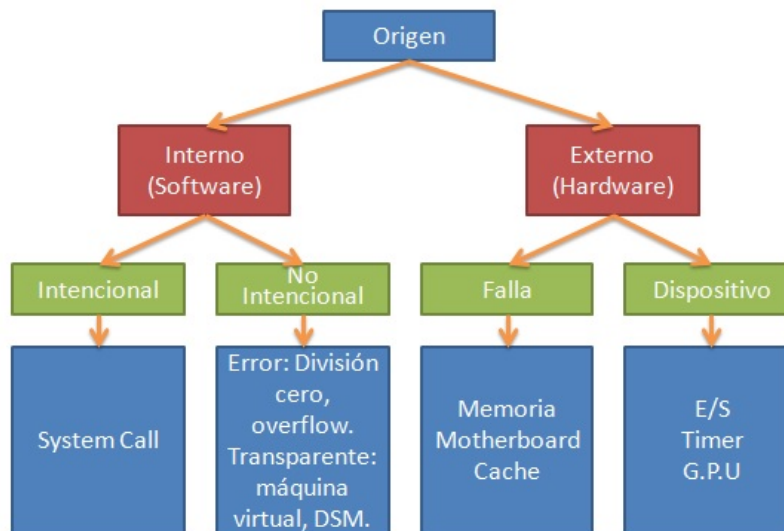 Origen
Interno
(Software)
Externo
(Hardware)
Intencional
No
Intencional
Falla
Dispositivo
System Call
Error: División
cero,
overflow.
Transparente:
máquina
virtual, DSM.
Memoria
Motherboard
Cache
E/S
Timer
G.P.U